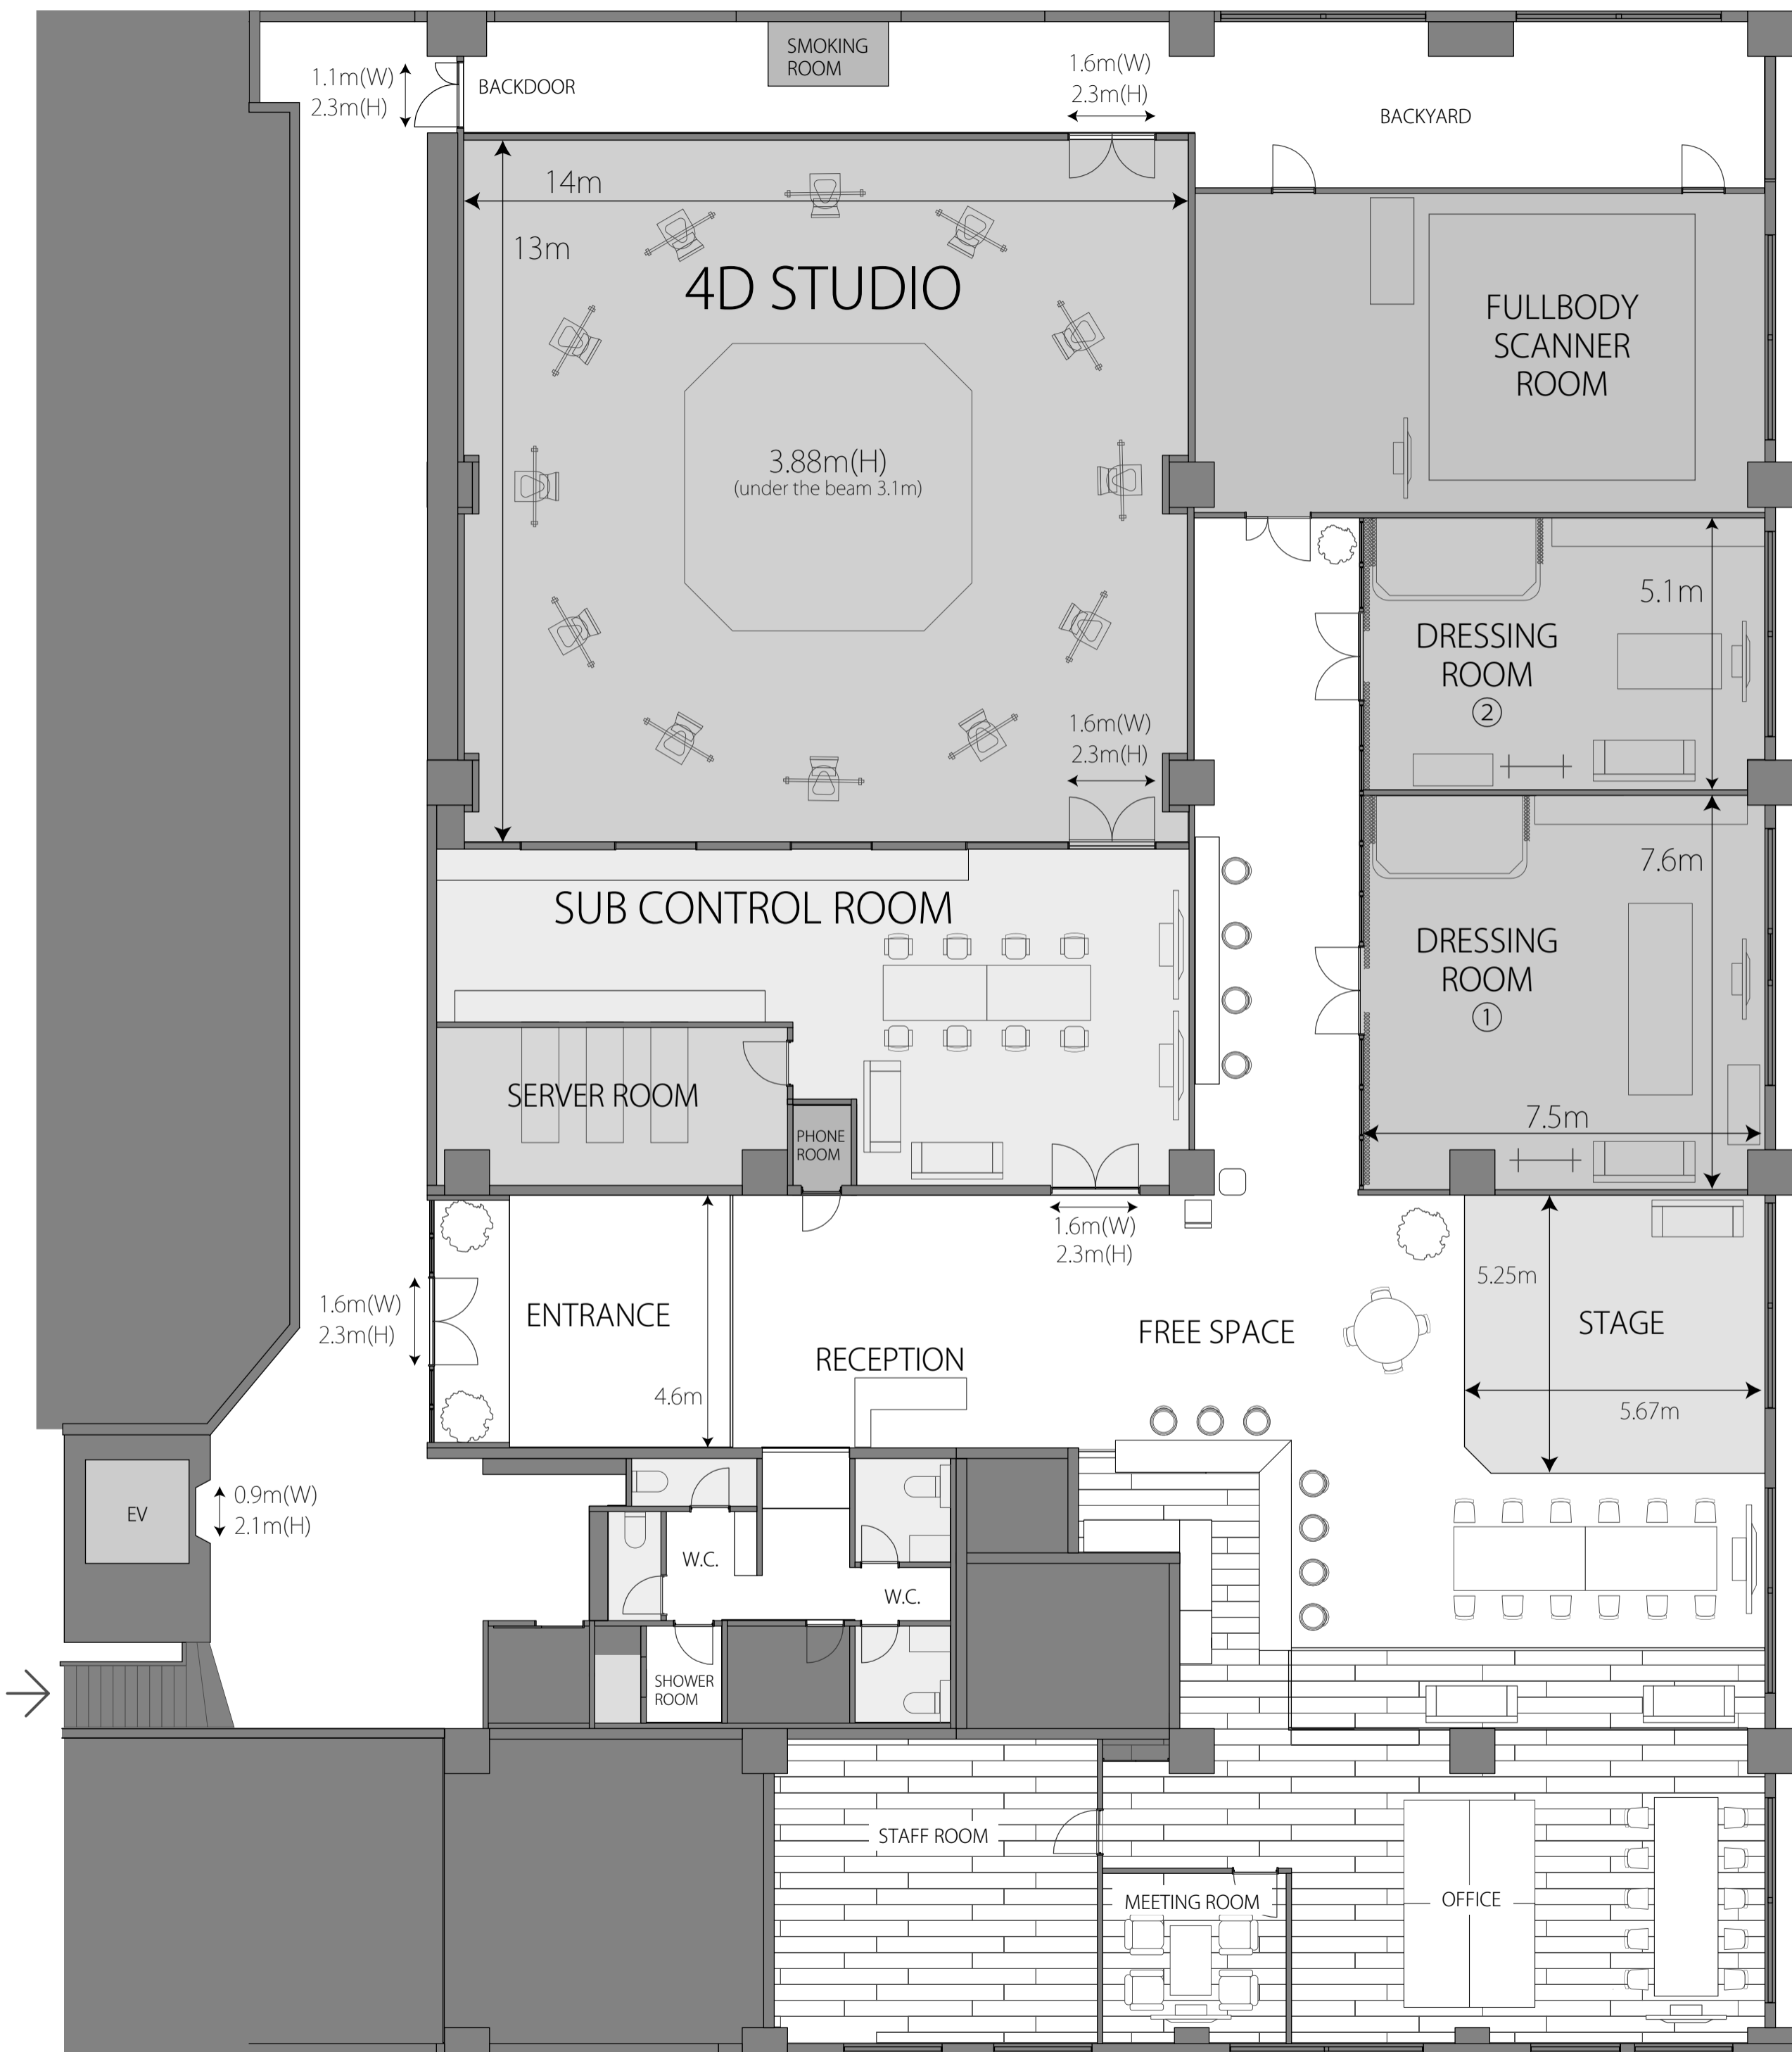 SMOKING
ROOM
1.1m(W)
2.3m(H)
BACKDOOR
1.6m(W)
2.3m(H)
BACKYARD
14m
13m
4D STUDIO
FULLBODY
SCANNER
ROOM
3.88m(H)
(under the beam 3.1m)
5.1m
DRESSING
ROOM
②
1.6m(W)
2.3m(H)
7.6m
SUB CONTROL ROOM
DRESSING
ROOM
①
SERVER ROOM
PHONE
ROOM
7.5m
1.6m(W)
2.3m(H)
5.25m
1.6m(W)
2.3m(H)
ENTRANCE
STAGE
FREE SPACE
RECEPTION
4.6m
5.67m
EV
0.9m(W)
2.1m(H)
W.C.
W.C.
SHOWER
ROOM
STAFF ROOM
MEETING ROOM
OFFICE